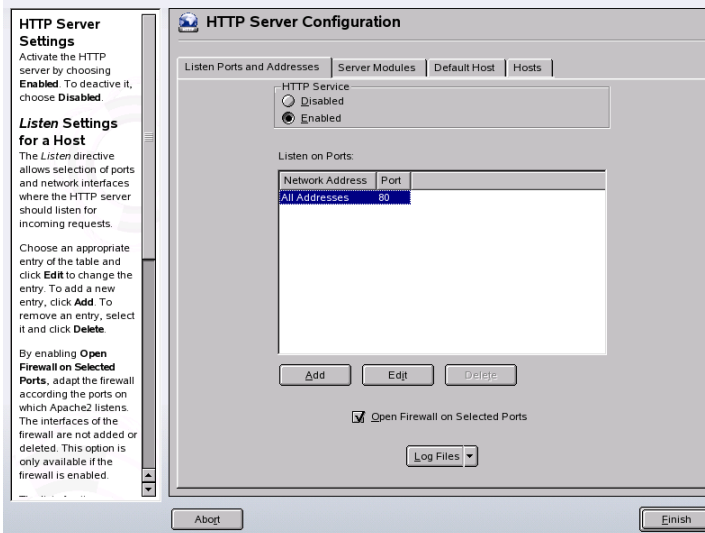 HTTP Server
Settings
Activate the HTTP
server by choosing
Enabled. To deactive it,
choose Disabled.
Listen Settings
for a Host
The Listen directive
allows selection of ports
and network interfaces
where the HTTP server
should listen for
incoming requests.
Choose an appropriate
entry of the table and
click Edit to change the
entry. To add a new
entry, click Add. To
remove an entry, select
it and click Delete.
By enabling Open
Firewall on Selected
Ports, adapt the firewall
according the ports on
which Apache2 listens.
The interfaces of the
firewall are not added or
deleted. This option is
only available if the
firewall is enabled.
HTTP Server Configuration
Listen Ports and Addresses Server Modules Default Host Hosts
HTTP Service
Disabled
Enabled
Listen on Ports:
Network Address Port
All Addresses 80
Add Edit Delete
Open Firewall on Selected Ports
Log Files
Abort Finish